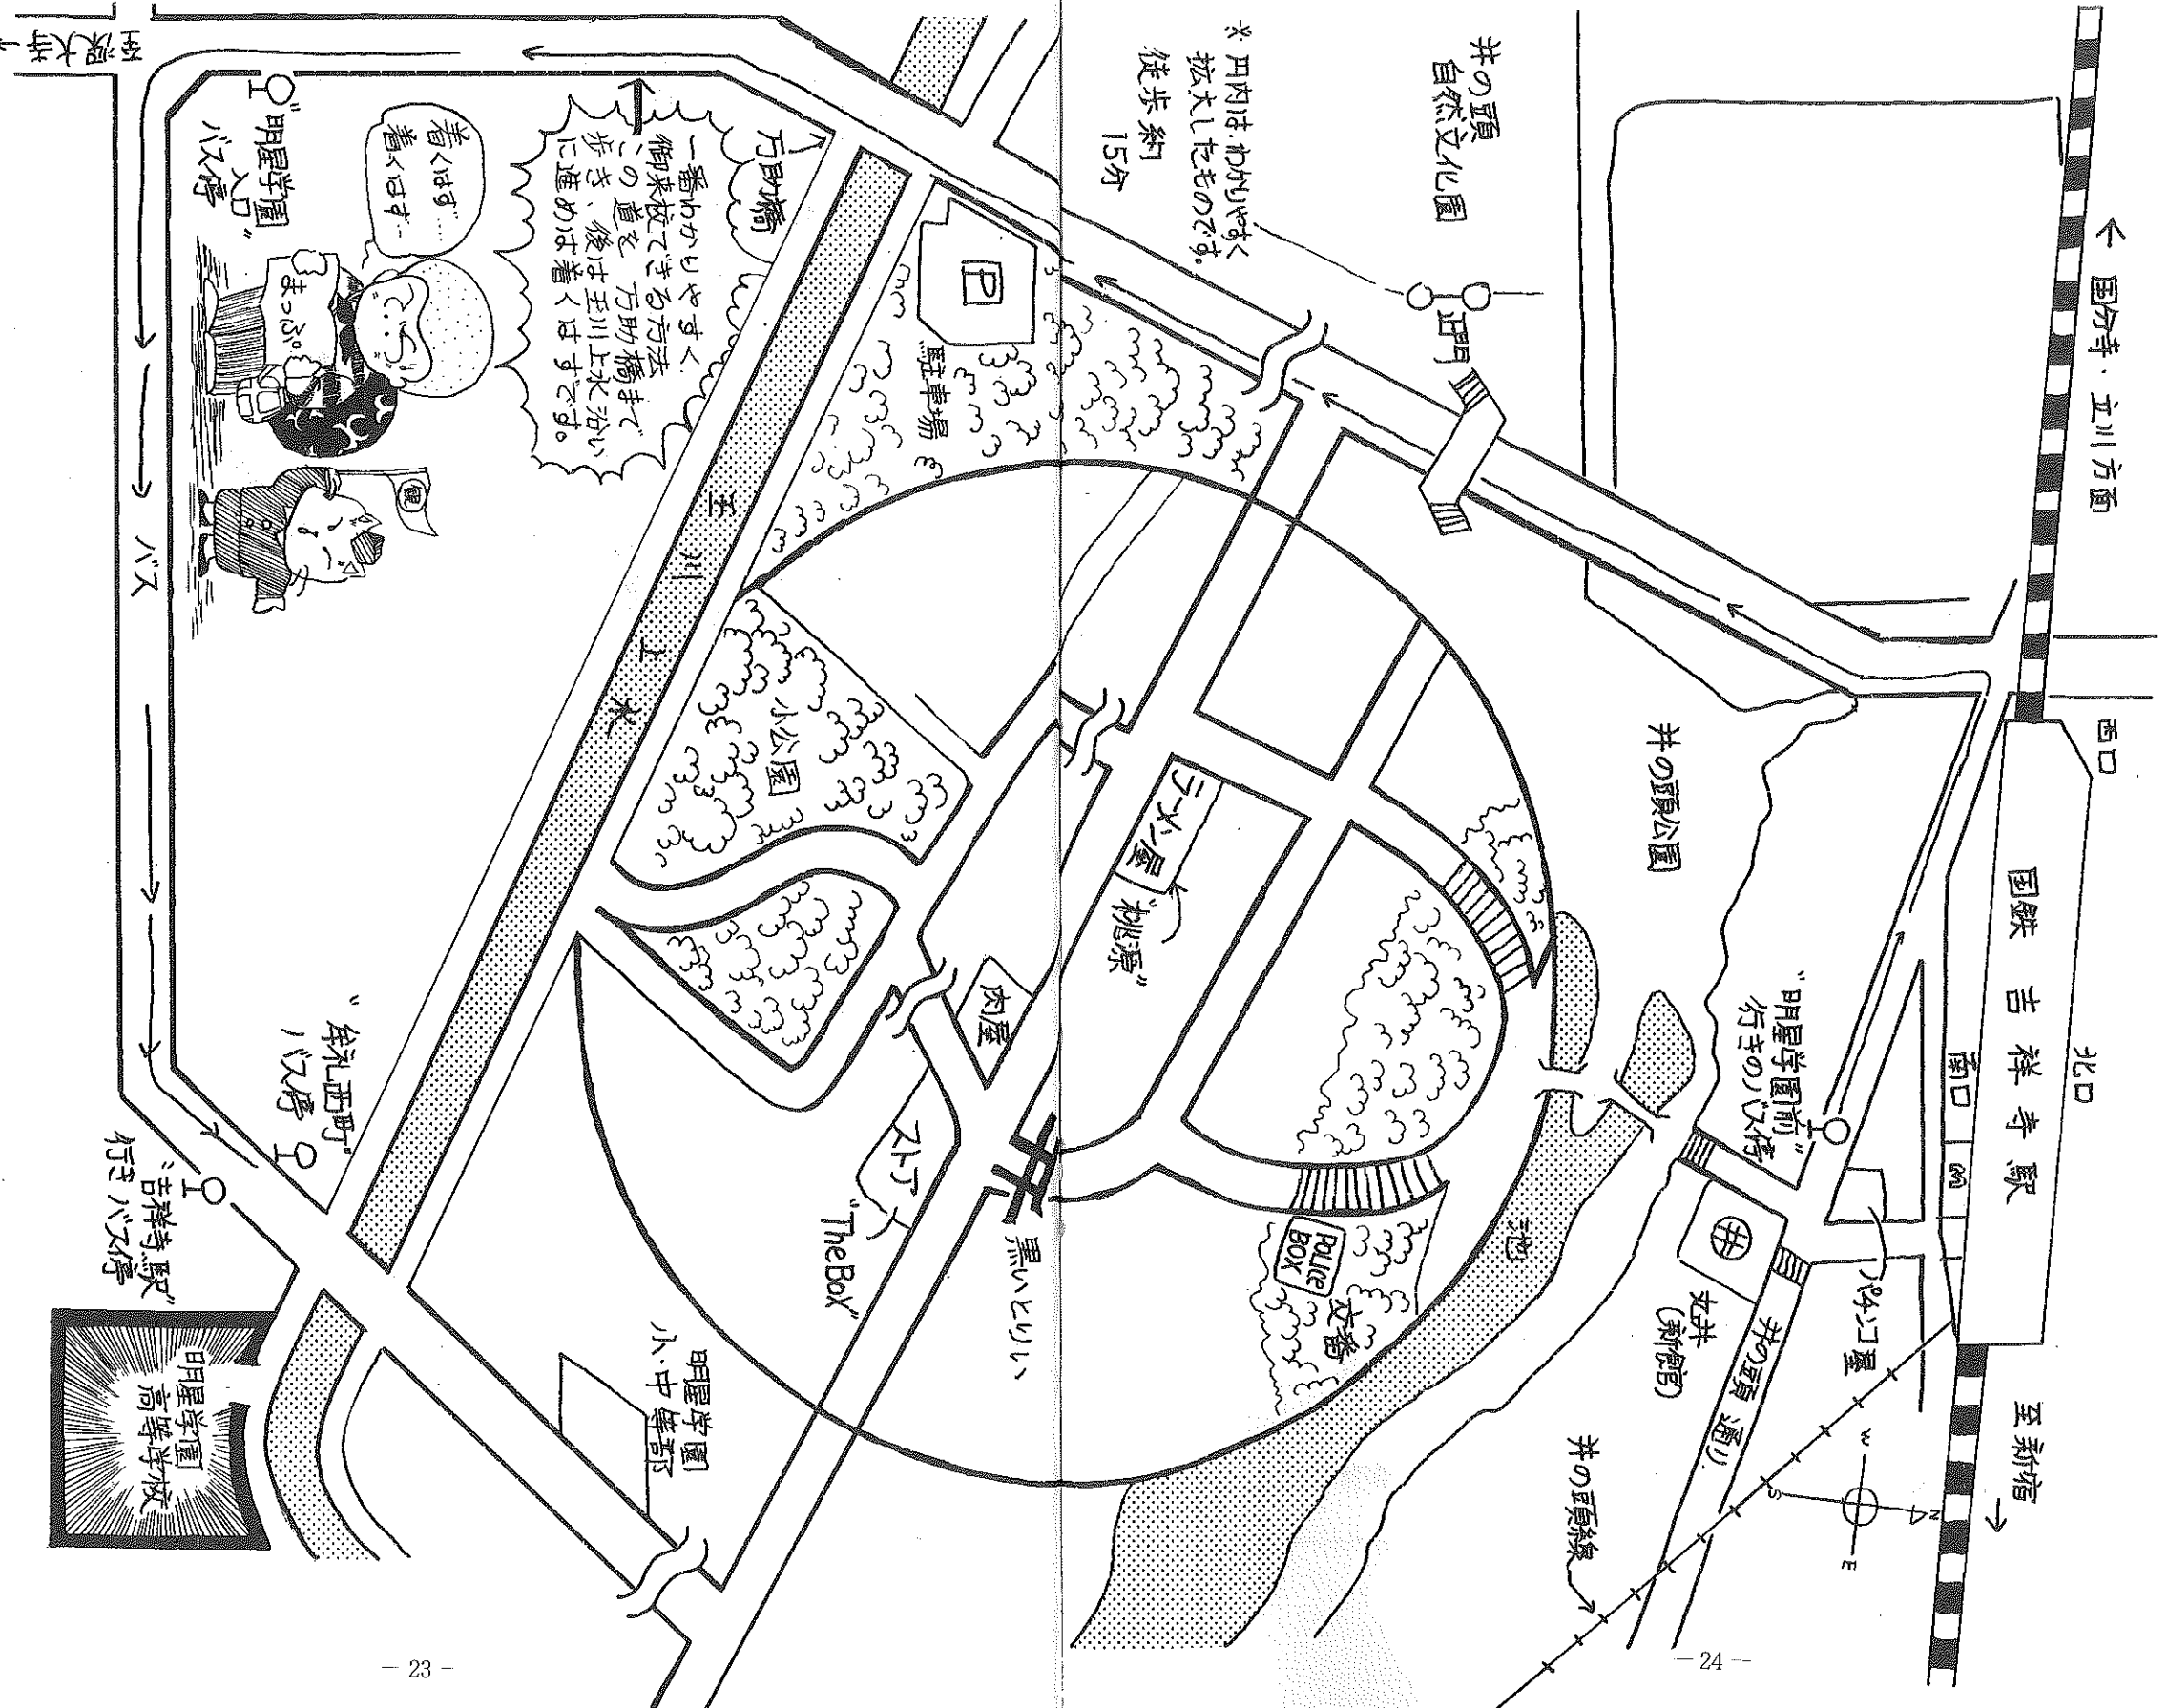 ← 国分寺・立川方面
西口
国鉄 吉祥寺駅
北口
南口
至新宿 →
井の頭
自然文化園
※ 円内は、わかりやすく
拡大したものです。
徒歩 約
15分
正門
井の頭公園
"明星学園前"
行きのバス停
パチンコ屋
丸井
(新館)
井の頭通り
井の頭線
W
S
N
E
池
ラーメン屋
"桃源"
POLICE
BOX
交番
黒いとりい
肉屋
ストア
"The Box"
小公園
P
駐車場
万助橋
一番わかりやすく、
御来校できる方法
この道を 万助橋まで
歩き、後は玉川上水沿い
に進めば着くはずです。
玉川上水
着くはず…
着くはず…
まっぷ。
観
至深大寺
"明星学園
入口"
バス停
バス
"牟礼西町"
バス停
"吉祥寺駅"
行き バス停
明星学園
小・中等部
明星学園
高等学校
— 23 —
— 24 —